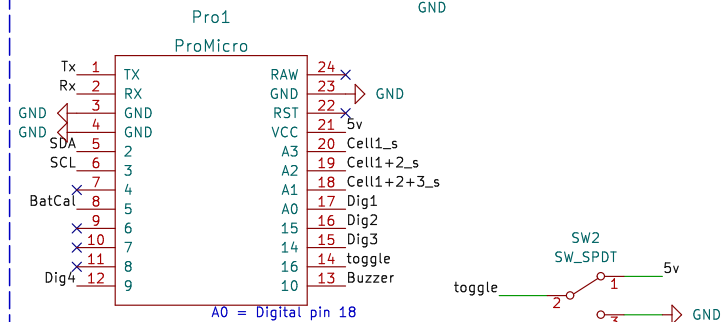 GND
Pro1
ProMicro
Tx 1 TX RAW 24
Rx 2 RX GND 23 GND
GND 3 GND RST 22
GND 4 GND VCC 21 5v
SDA 5 2 A3 20 Cell1_s
SCL 6 3 A2 19 Cell1+2_s
7 4 A1 18 Cell1+2+3_s
BatCal 8 5 A0 17 Dig1
9 6 15 16 Dig2
10 7 14 15 Dig3
11 8 16 14 toggle
Dig4 12 9 10 13 Buzzer
A0 = Digital pin 18
SW2
SW_SPDT
toggle 2 1 5v
3 GND